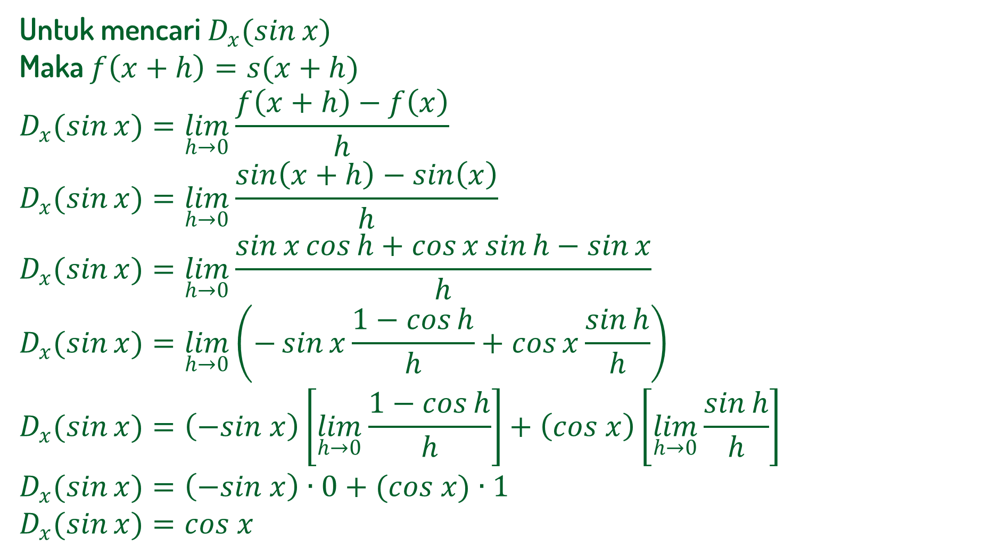 Untuk mencari $D_x(sin\ x)$
Maka $f(x + h) = s(x + h)$
$D_x(sin\ x) = \lim_{h \to 0} \frac{f(x + h) - f(x)}{h}$
$D_x(sin\ x) = \lim_{h \to 0} \frac{sin(x + h) - sin(x)}{h}$
$D_x(sin\ x) = \lim_{h \to 0} \frac{sin\ x\ cos\ h + cos\ x\ sin\ h - sin\ x}{h}$
$D_x(sin\ x) = \lim_{h \to 0} \left( -sin\ x \frac{1 - cos\ h}{h} + cos\ x \frac{sin\ h}{h} \right)$
$D_x(sin\ x) = (-sin\ x) \left[ \lim_{h \to 0} \frac{1 - cos\ h}{h} \right] + (cos\ x) \left[ \lim_{h \to 0} \frac{sin\ h}{h} \right]$
$D_x(sin\ x) = (-sin\ x) \cdot 0 + (cos\ x) \cdot 1$
$D_x(sin\ x) = cos\ x$